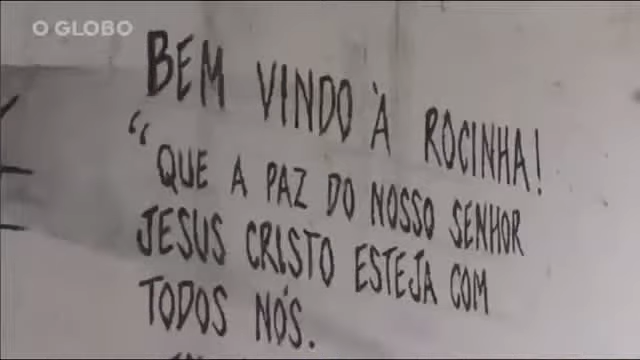 O GLOBO
BEM VINDO À ROCINHA!
"QUE A PAZ DO NOSSO SENHOR
JESUS CRISTO ESTEJA COM
TODOS NÓS.